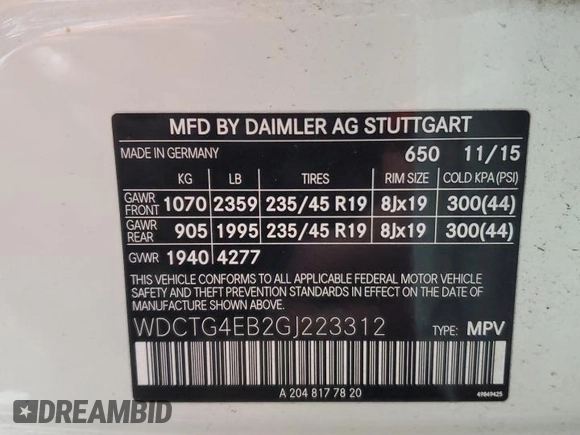 MFD BY DAIMLER AG STUTTGART
MADE IN GERMANY 650 11/15
KG LB TIRES RIM SIZE COLD KPA(PSI)
GAWR FRONT 1070 2359 235/45 R19 8Jx19 300(44)
GAWR REAR 905 1995 235/45 R19 8Jx19 300(44)
GVWR 1940 4277
THIS VEHICLE CONFORMS TO ALL APPLICABLE FEDERAL MOTOR VEHICLE
SAFETY AND THEFT PREVENTION STANDARDS IN EFFECT ON THE DATE OF
MANUFACTURE
WDCTG4EB2GJ223312 TYPE: MPV
A 204 817 78 20 49849425
DREAMBID